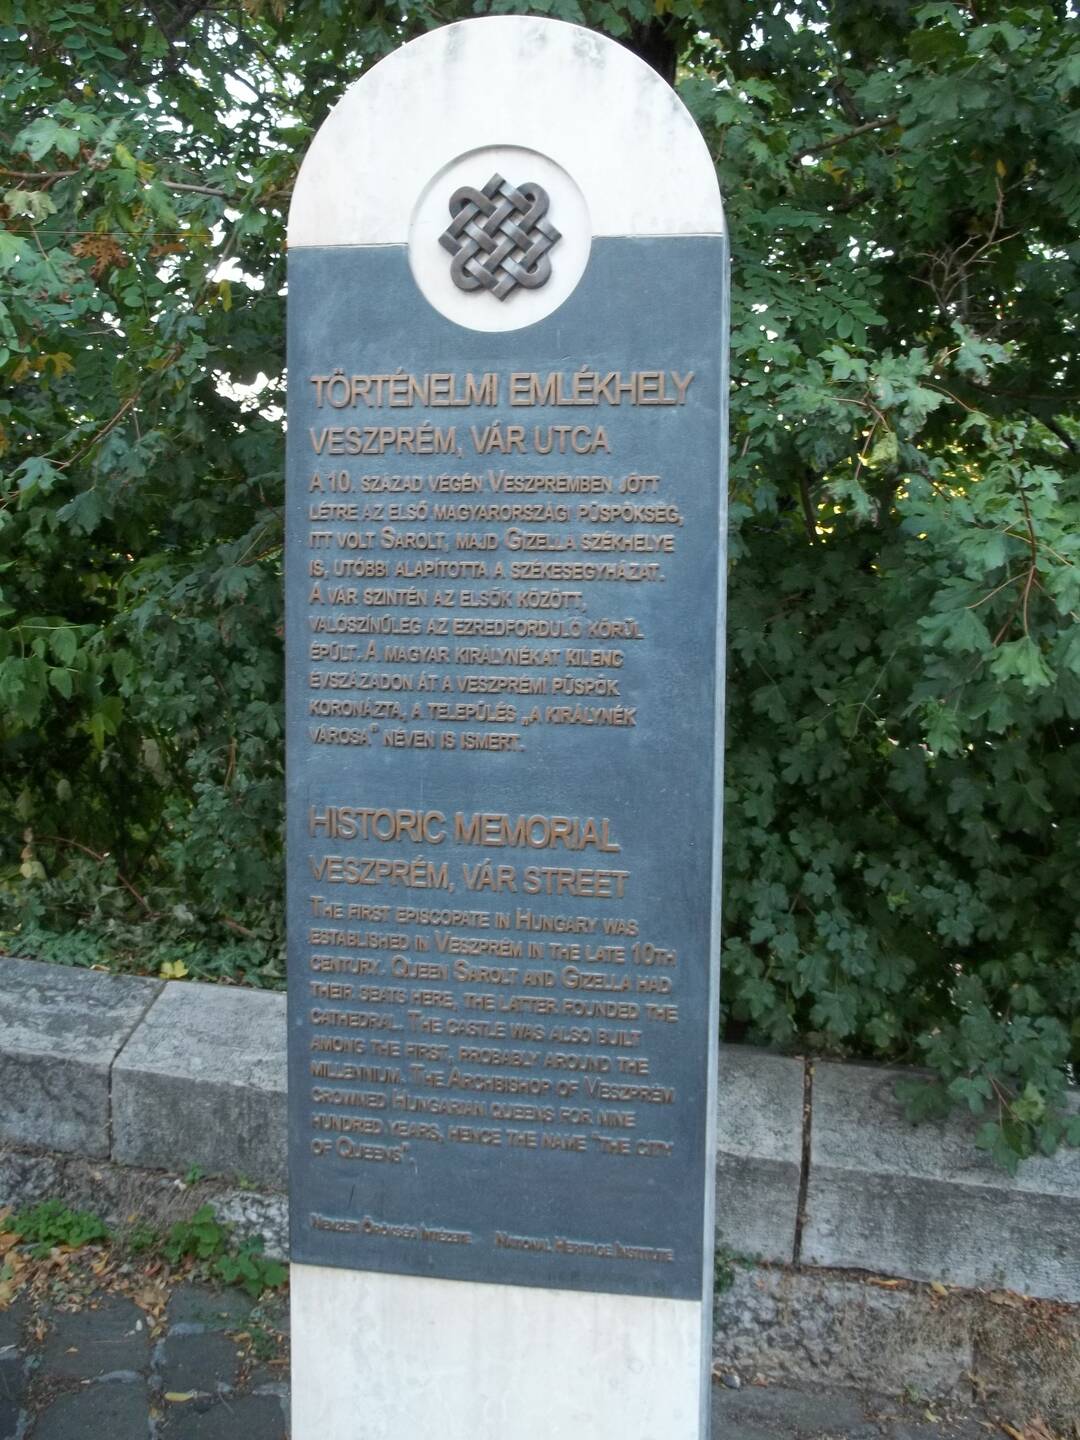 TÖRTÉNELMI EMLÉKHELY
VESZPRÉM, VÁR UTCA
A 10. SZÁZAD VÉGÉN VESZPRÉMBEN JÖTT
LÉTRE AZ ELSŐ MAGYARORSZÁGI PÜSPÖKSÉG,
ITT VOLT SAROLT, MAJD GIZELLA SZÉKHELYE
IS, UTÓBBI ALAPÍTOTTA A SZÉKESEGYHÁZAT.
A VÁR SZINTÉN AZ ELSŐK KÖZÖTT,
VALÓSZÍNŰLEG AZ EZREDFORDULÓ KÖRÜL
ÉPÜLT. A MAGYAR KIRÁLYNÉKAT KILENC
ÉVSZÁZADON ÁT A VESZPRÉMI PÜSPÖK
KORONÁZTA, A TELEPÜLÉS „A KIRÁLYNÉK
VÁROSA" NÉVEN IS ISMERT.
HISTORIC MEMORIAL
VESZPRÉM, VÁR STREET
THE FIRST EPISCOPATE IN HUNGARY WAS
ESTABLISHED IN VESZPRÉM IN THE LATE 10TH
CENTURY. QUEEN SAROLT AND GIZELLA HAD
THEIR SEATS HERE, THE LATTER FOUNDED THE
CATHEDRAL. THE CASTLE WAS ALSO BUILT
AMONG THE FIRST, PROBABLY AROUND THE
MILLENNIUM. THE ARCHBISHOP OF VESZPRÉM
CROWNED HUNGARIAN QUEENS FOR NINE
HUNDRED YEARS, HENCE THE NAME "THE CITY
OF QUEENS".
NEMZETI ÖRÖKSÉG INTÉZETE NATIONAL HERITAGE INSTITUTE